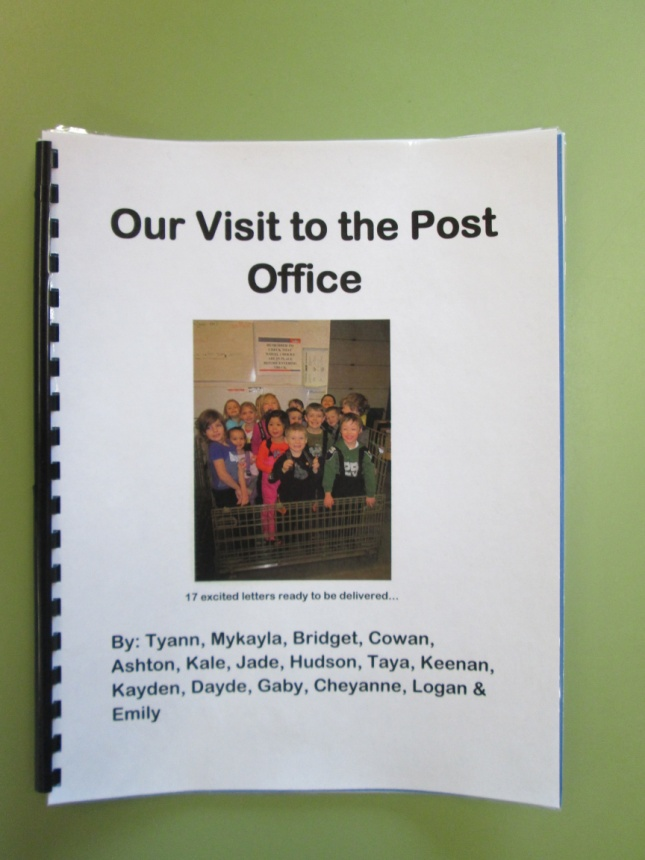 Our Visit to the Post
Office
17 excited letters ready to be delivered...
By: Tyann, Mykayla, Bridget, Cowan,
Ashton, Kale, Jade, Hudson, Taya, Keenan,
Kayden, Dayde, Gaby, Cheyanne, Logan &
Emily